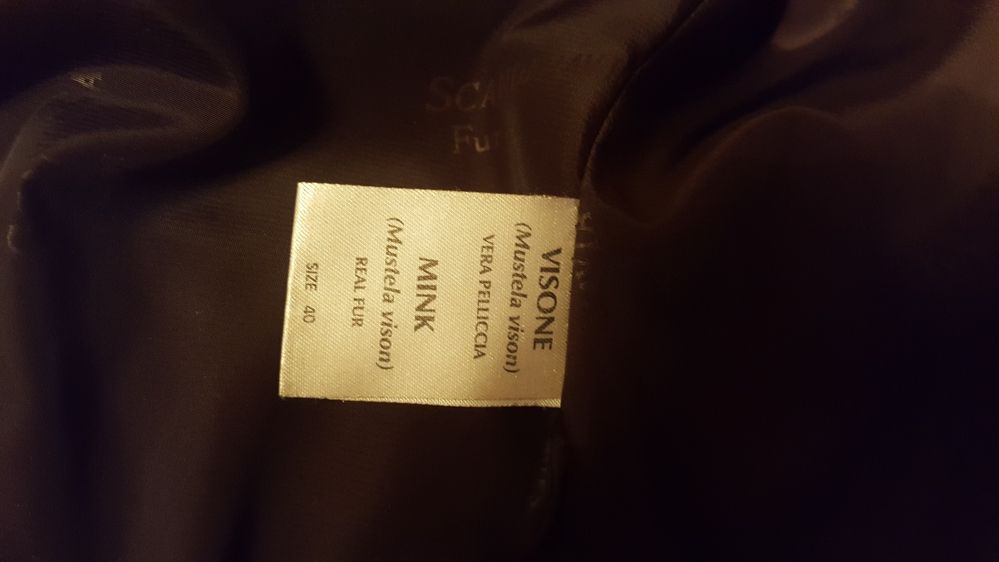 VISONE
(Mustela vison)
VERA PELLICCIA
MINK
(Mustela vison)
REAL FUR
SIZE 40